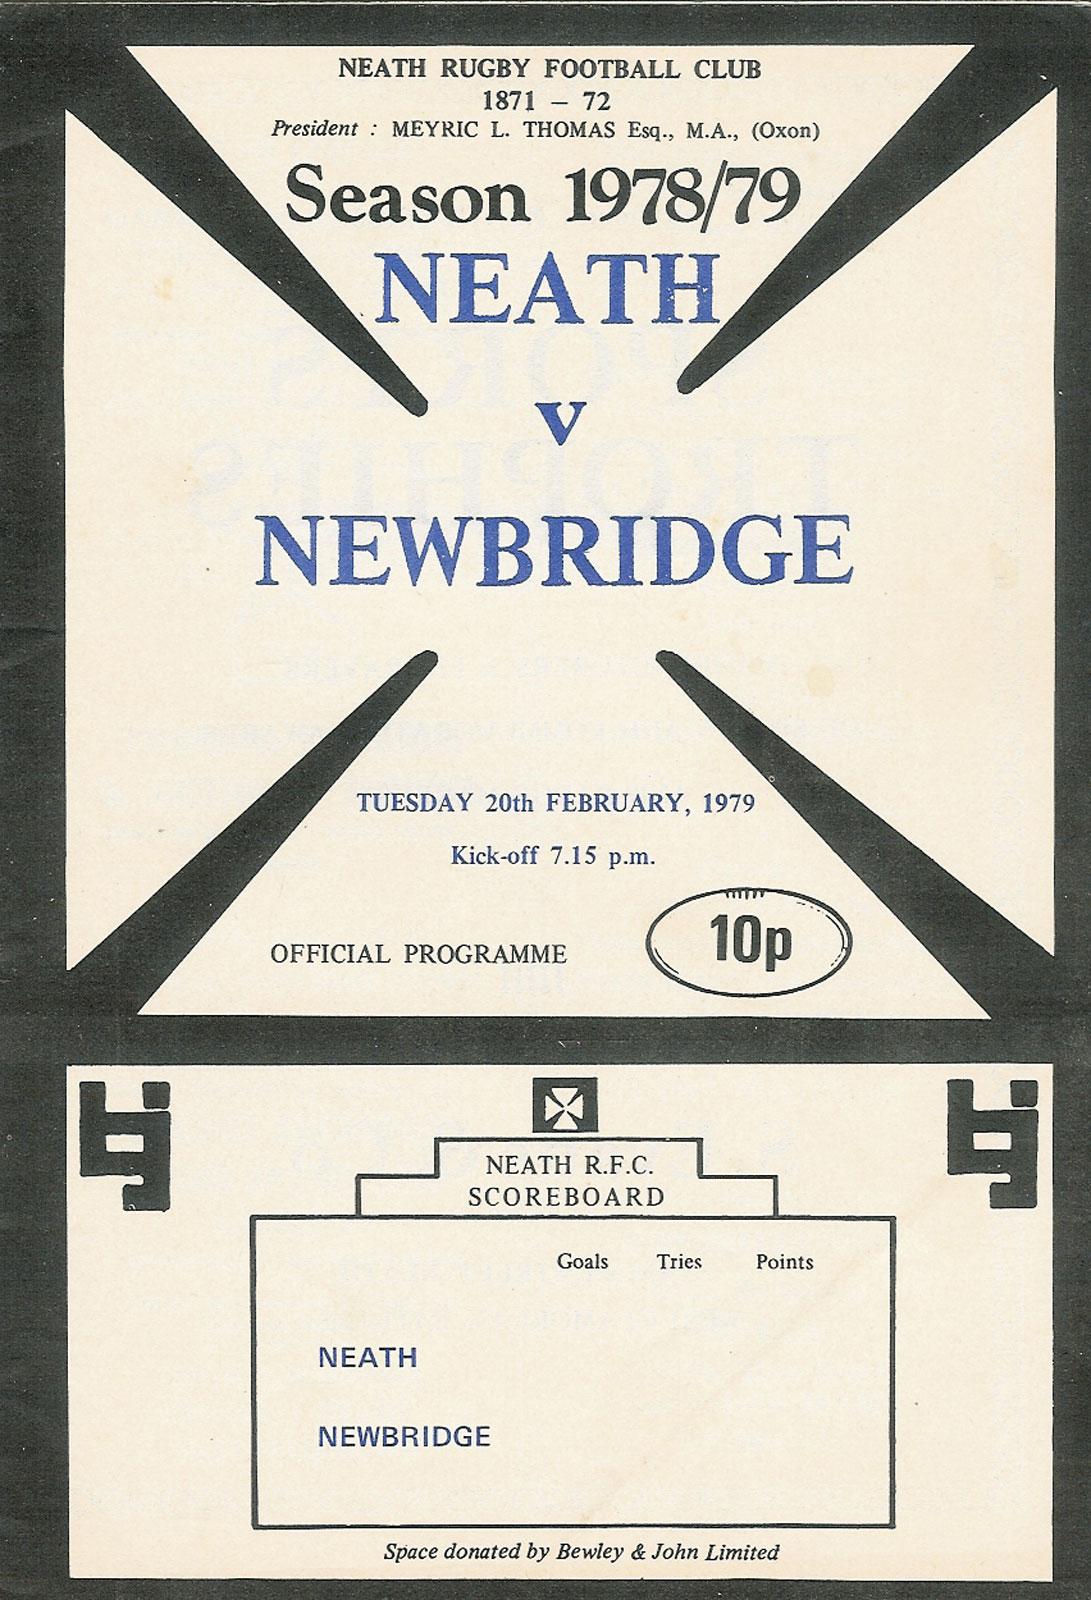 NEATH RUGBY FOOTBALL CLUB
1871 – 72
President : MEYRIC L. THOMAS Esq., M.A., (Oxon)
Season 1978/79
NEATH
v
NEWBRIDGE
TUESDAY 20th FEBRUARY, 1979
Kick-off 7.15 p.m.
OFFICIAL PROGRAMME
10p
NEATH R.F.C.
SCOREBOARD
Goals Tries Points
NEATH
NEWBRIDGE
Space donated by Bewley & John Limited